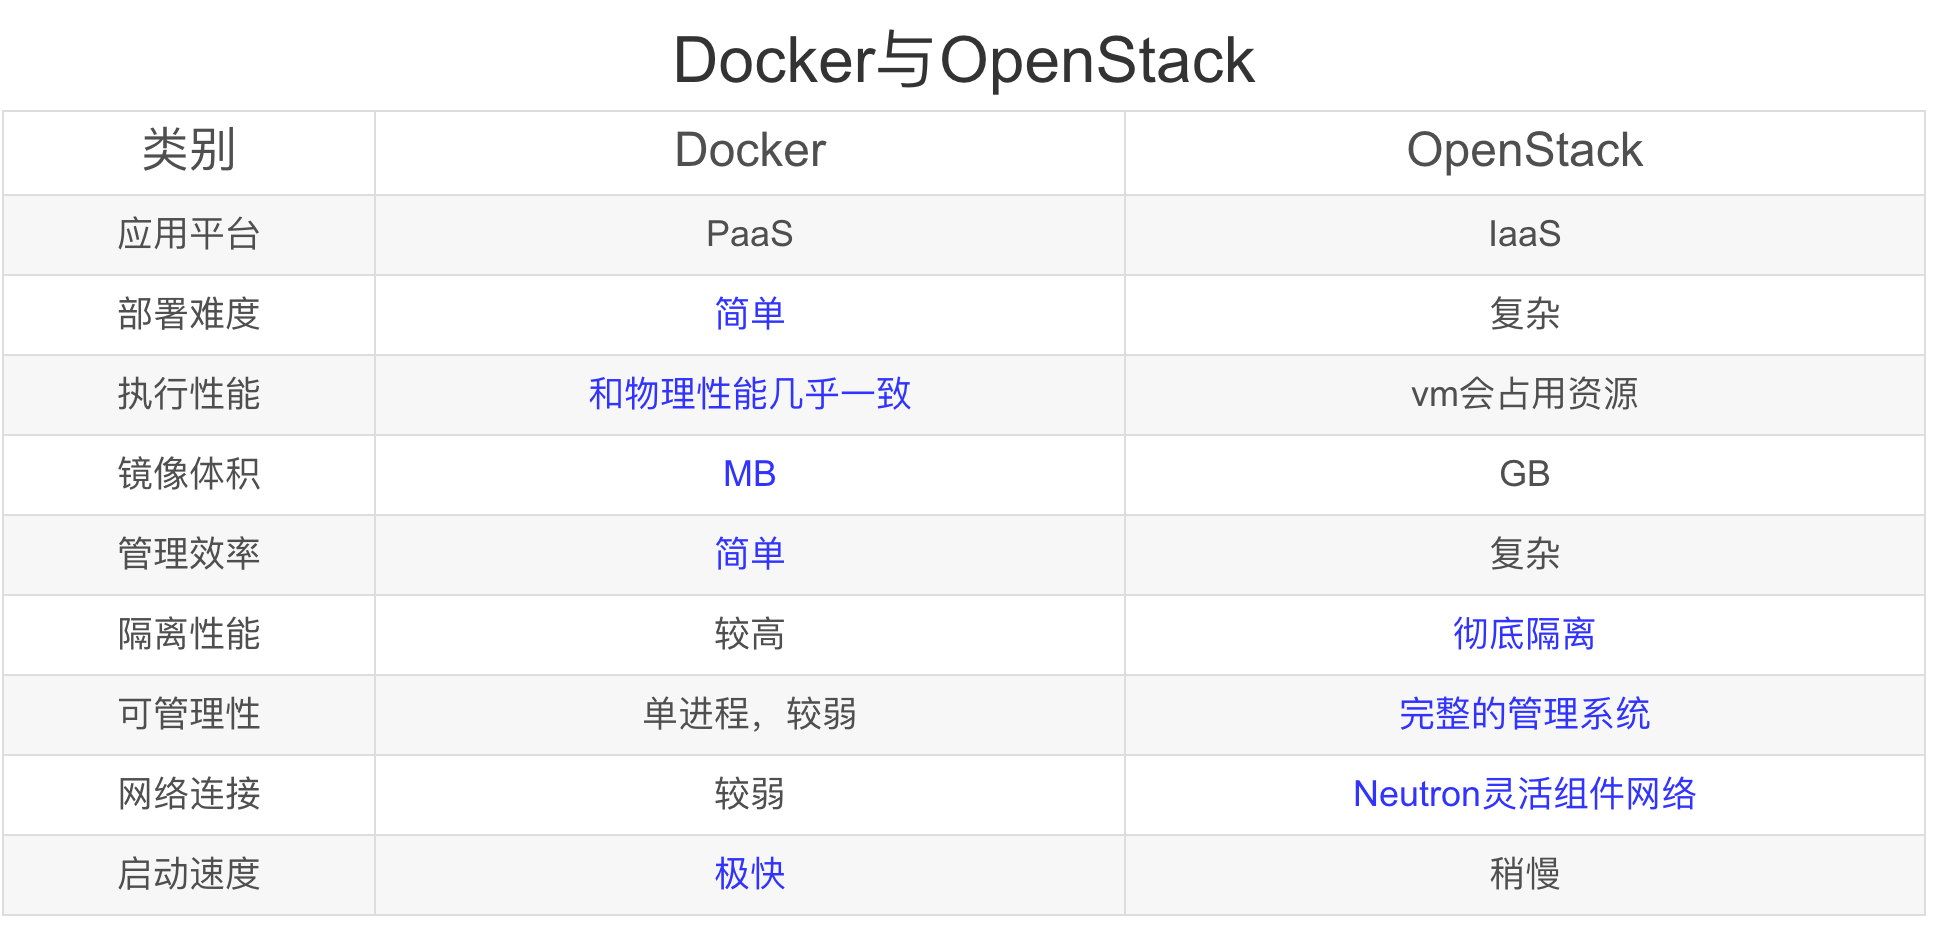 Docker与OpenStack
类别 Docker OpenStack
应用平台 PaaS IaaS
部署难度 简单 复杂
执行性能 和物理性能几乎一致 vm会占用资源
镜像体积 MB GB
管理效率 简单 复杂
隔离性能 较高 彻底隔离
可管理性 单进程，较弱 完整的管理系统
网络连接 较弱 Neutron灵活组件网络
启动速度 极快 稍慢